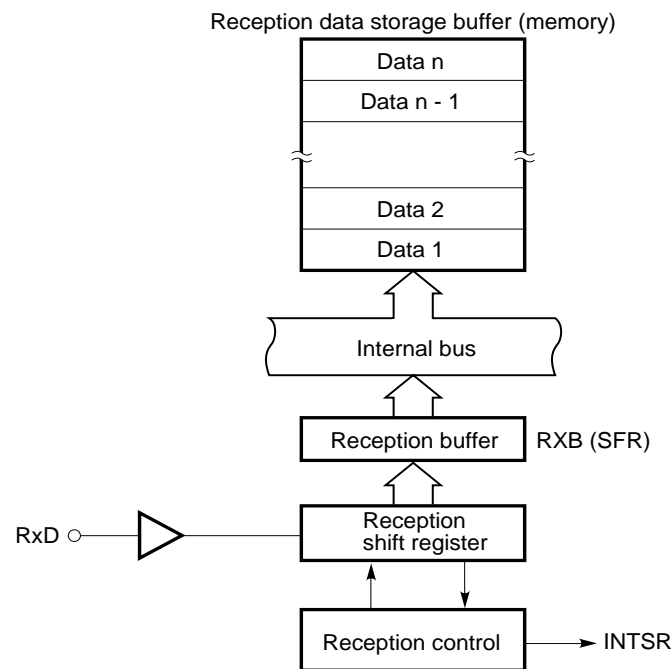 Reception data storage buffer (memory)
Data n
Data n - 1
Data 2
Data 1
Internal bus
Reception buffer
RXB (SFR)
RxD
Reception
shift register
Reception control
INTSR